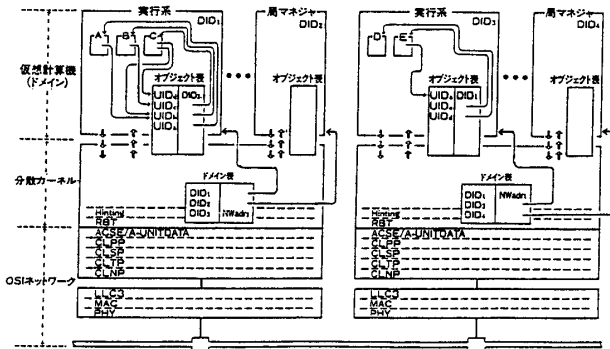 実行系
DID₁
A
B
C
オブジェクト表
UIDd
DID₃
UIDc
UIDb
UIDa
局マネジャ
DID₂
オブジェクト表
実行系
DID₃
D
E
オブジェクト表
DID₁
UIDe
UIDd
局マネジャ
DID₄
オブジェクト表
仮想計算機
(ドメイン)
分散カーネル
OSIネットワーク
ドメイン表
DID₁
DID₂
DID₃
NWadr₁
Hinting
RBT
ACSE/A-UNITDATA
CLPP
CLSP
CLTP
CLNP
LLC3
MAC
PHY
ドメイン表
DID₁
DID₃
DID₄
NWadr₁
Hinting
RBT
ACSE/A-UNITDATA
CLPP
CLSP
CLTP
CLNP
LLC3
MAC
PHY